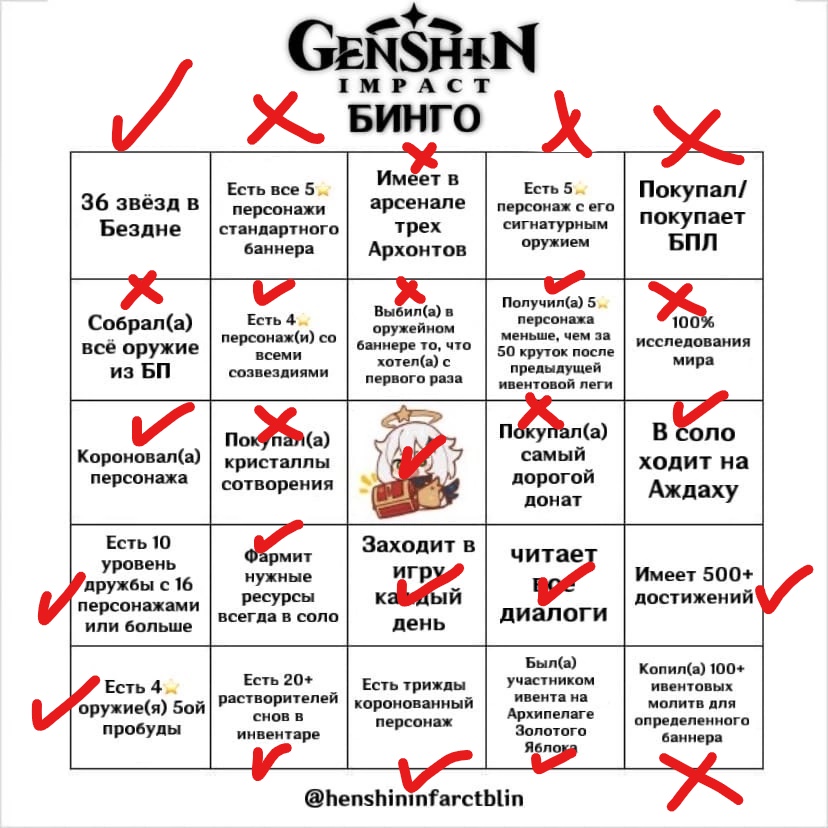 GENSHIN
IMPACT
БИНГО
36 звёзд в
Бездне
Есть все 5⭐
персонажи
стандартного
баннера
Имеет в
арсенале
трех
Архонтов
Есть 5⭐
персонаж с его
сигнатурным
оружием
Покупал/
покупает
БПЛ
Собрал(а)
всё оружие
из БП
Есть 4⭐
персонаж(и) со
всеми
созвездиями
Выбил(а) в
оружейном
баннере то, что
хотел(а) с
первого раза
Получил(а) 5⭐
персонажа
меньше, чем за
50 круток после
предыдущей
ивентовой леги
100%
исследования
мира
Короновал(а)
персонажа
Покупал(а)
кристаллы
сотворения
Покупал(а)
самый
дорогой
донат
В соло
ходит на
Аждаху
Есть 10
уровень
дружбы с 16
персонажами
или больше
Фармит
нужные
ресурсы
всегда в соло
Заходит в
игру
каждый
день
читает
все
диалоги
Имеет 500+
достижений
Есть 4⭐
оружие(я) 5ой
пробуды
Есть 20+
растворителей
снов в
инвентаре
Есть трижды
коронованный
персонаж
Был(а)
участником
ивента на
Архипелаге
Золотого
Яблока
Копил(а) 100+
ивентовых
молитв для
определенного
баннера
@henshininfarctblin